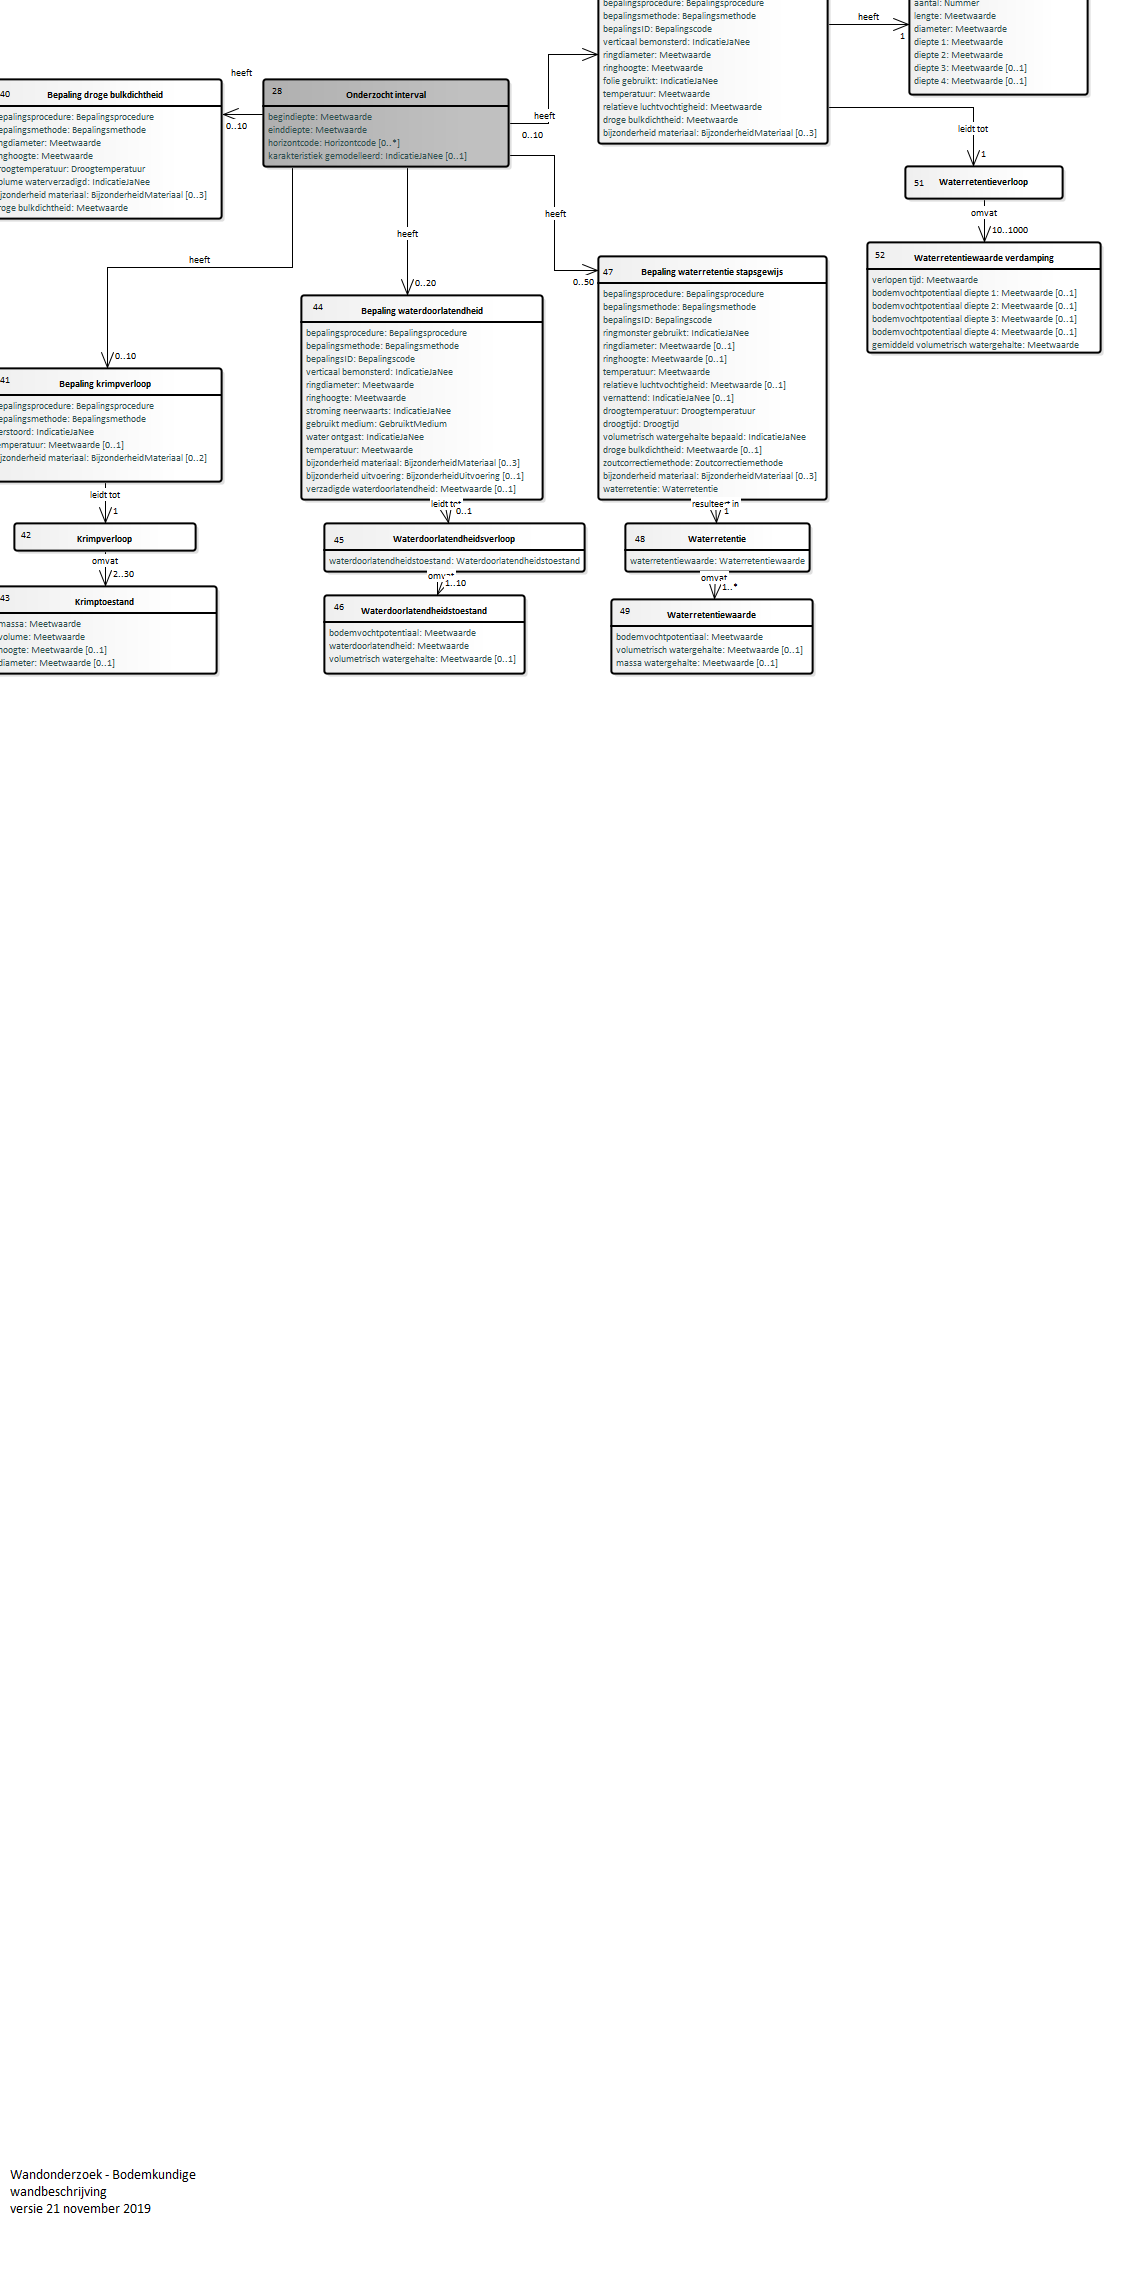 bepalingsprocedure: Bepalingsprocedure
bepalingsmethode: Bepalingsmethode
bepalingsID: Bepalingscode
verticaal bemonsterd: IndicatieJaNee
ringdiameter: Meetwaarde
ringhoogte: Meetwaarde
folie gebruikt: IndicatieJaNee
temperatuur: Meetwaarde
relatieve luchtvochtigheid: Meetwaarde
droge bulkdichtheid: Meetwaarde
bijzonderheid materiaal: BijzonderheidMateriaal [0..3]
heeft
1
aantal: Nummer
lengte: Meetwaarde
diameter: Meetwaarde
diepte 1: Meetwaarde
diepte 2: Meetwaarde
diepte 3: Meetwaarde [0..1]
diepte 4: Meetwaarde [0..1]
heeft
0..10
40 Bepaling droge bulkdichtheid
epalingsprocedure: Bepalingsprocedure
epalingsmethode: Bepalingsmethode
ngdiameter: Meetwaarde
nghoogte: Meetwaarde
roogtemperatuur: Droogtemperatuur
olume waterverzadigd: IndicatieJaNee
ijzonderheid materiaal: BijzonderheidMateriaal [0..3]
roge bulkdichtheid: Meetwaarde
28 Onderzocht interval
begindiepte: Meetwaarde
einddiepte: Meetwaarde
horizontcode: Horizontcode [0..*]
karakteristiek gemodelleerd: IndicatieJaNee [0..1]
heeft
0..10
leidt tot
1
51 Waterretentieverloop
omvat
10..1000
52 Waterretentiewaarde verdamping
verlopen tijd: Meetwaarde
bodemvochtpotentiaal diepte 1: Meetwaarde [0..1]
bodemvochtpotentiaal diepte 2: Meetwaarde [0..1]
bodemvochtpotentiaal diepte 3: Meetwaarde [0..1]
bodemvochtpotentiaal diepte 4: Meetwaarde [0..1]
gemiddeld volumetrisch watergehalte: Meetwaarde
heeft
0..10
heeft
0..20
heeft
0..50
41 Bepaling krimpverloop
epalingsprocedure: Bepalingsprocedure
epalingsmethode: Bepalingsmethode
erstoord: IndicatieJaNee
emperatuur: Meetwaarde [0..1]
ijzonderheid materiaal: BijzonderheidMateriaal [0..2]
leidt tot
1
42 Krimpverloop
omvat
2..30
43 Krimptoestand
massa: Meetwaarde
volume: Meetwaarde
hoogte: Meetwaarde [0..1]
diameter: Meetwaarde [0..1]
44 Bepaling waterdoorlatendheid
bepalingsprocedure: Bepalingsprocedure
bepalingsmethode: Bepalingsmethode
bepalingsID: Bepalingscode
verticaal bemonsterd: IndicatieJaNee
ringdiameter: Meetwaarde
ringhoogte: Meetwaarde
stroming neerwaarts: IndicatieJaNee
gebruikt medium: GebruiktMedium
water ontgast: IndicatieJaNee
temperatuur: Meetwaarde
bijzonderheid materiaal: BijzonderheidMateriaal [0..3]
bijzonderheid uitvoering: BijzonderheidUitvoering [0..1]
verzadigde waterdoorlatendheid: Meetwaarde [0..1]
leidt tot
0..1
45 Waterdoorlatendheidsverloop
waterdoorlatendheidstoestand: Waterdoorlatendheidstoestand
omvat
1..10
46 Waterdoorlatendheidstoestand
bodemvochtpotentiaal: Meetwaarde
waterdoorlatendheid: Meetwaarde
volumetrisch watergehalte: Meetwaarde [0..1]
47 Bepaling waterretentie stapsgewijs
bepalingsprocedure: Bepalingsprocedure
bepalingsmethode: Bepalingsmethode
bepalingsID: Bepalingscode
ringmonster gebruikt: IndicatieJaNee
ringdiameter: Meetwaarde [0..1]
ringhoogte: Meetwaarde [0..1]
temperatuur: Meetwaarde
relatieve luchtvochtigheid: Meetwaarde [0..1]
vernattend: IndicatieJaNee [0..1]
droogtemperatuur: Droogtemperatuur
droogtijd: Droogtijd
volumetrisch watergehalte bepaald: IndicatieJaNee
droge bulkdichtheid: Meetwaarde [0..1]
zoutcorrectiemethode: Zoutcorrectiemethode
bijzonderheid materiaal: BijzonderheidMateriaal [0..3]
waterretentie: Waterretentie
resulteert in
1
48 Waterretentie
waterretentiewaarde: Waterretentiewaarde
omvat
1..*
49 Waterretentiewaarde
bodemvochtpotentiaal: Meetwaarde
volumetrisch watergehalte: Meetwaarde [0..1]
massa watergehalte: Meetwaarde [0..1]
Wandonderzoek - Bodemkundige
wandbeschrijving
versie 21 november 2019